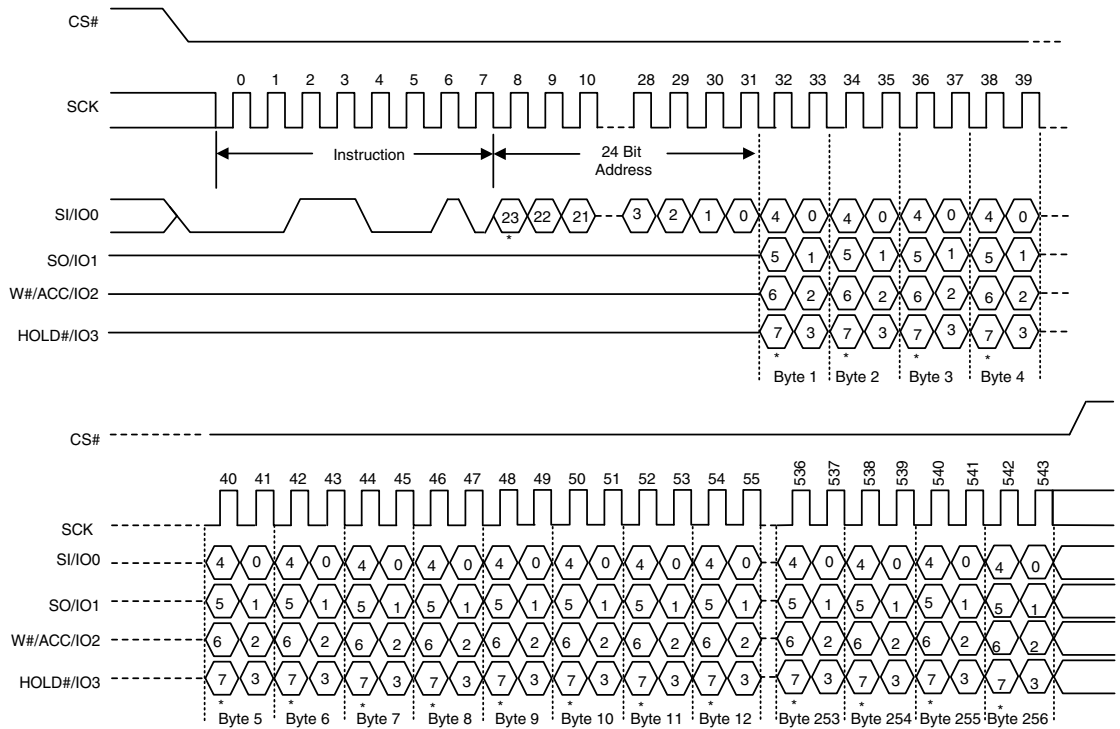 CS#
0 1 2 3 4 5 6 7 8 9 10 28 29 30 31 32 33 34 35 36 37 38 39
SCK
Instruction
24 Bit
Address
SI/IO0 23 22 21 3 2 1 0 4 0 4 0 4 0 4 0
*
SO/IO1 5 1 5 1 5 1 5 1
W#/ACC/IO2 6 2 6 2 6 2 6 2
HOLD#/IO3 7 3 7 3 7 3 7 3
* * * *
Byte 1 Byte 2 Byte 3 Byte 4
CS#
40 41 42 43 44 45 46 47 48 49 50 51 52 53 54 55 536 537 538 539 540 541 542 543
SCK
SI/IO0 4 0 4 0 4 0 4 0 4 0 4 0 4 0 4 0 4 0 4 0 4 0 4 0
SO/IO1 5 1 5 1 5 1 5 1 5 1 5 1 5 1 5 1 5 1 5 1 5 1 5 1
W#/ACC/IO2 6 2 6 2 6 2 6 2 6 2 6 2 6 2 6 2 6 2 6 2 6 2 6 2
HOLD#/IO3 7 3 7 3 7 3 7 3 7 3 7 3 7 3 7 3 7 3 7 3 7 3 7 3
* * * * * * * * * * * *
Byte 5 Byte 6 Byte 7 Byte 8 Byte 9 Byte 10 Byte 11 Byte 12 Byte 253 Byte 254 Byte 255 Byte 256